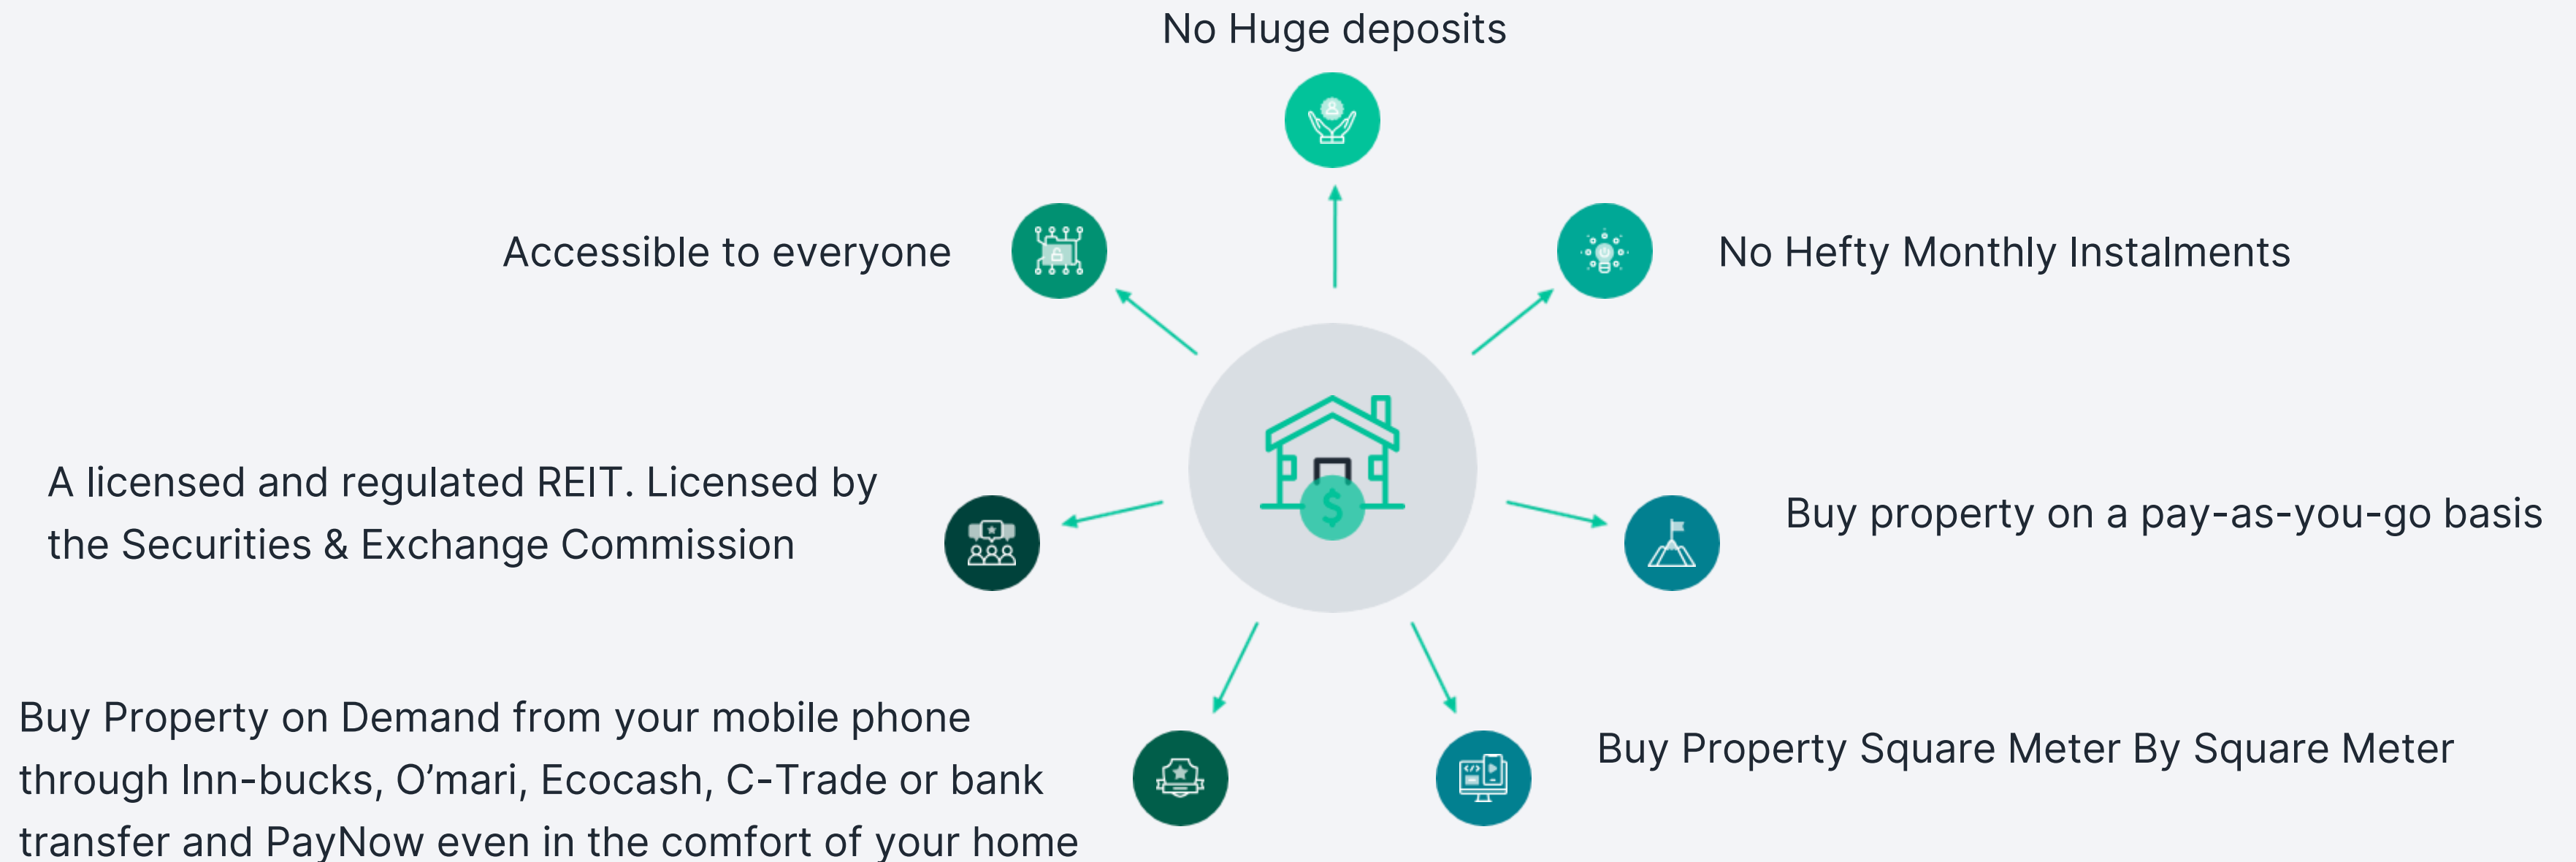 No Huge deposits
Accessible to everyone
No Hefty Monthly Instalments
A licensed and regulated REIT. Licensed by
the Securities & Exchange Commission
Buy property on a pay-as-you-go basis
Buy Property on Demand from your mobile phone
through Inn-bucks, O’mari, Ecocash, C-Trade or bank
transfer and PayNow even in the comfort of your home
Buy Property Square Meter By Square Meter
$